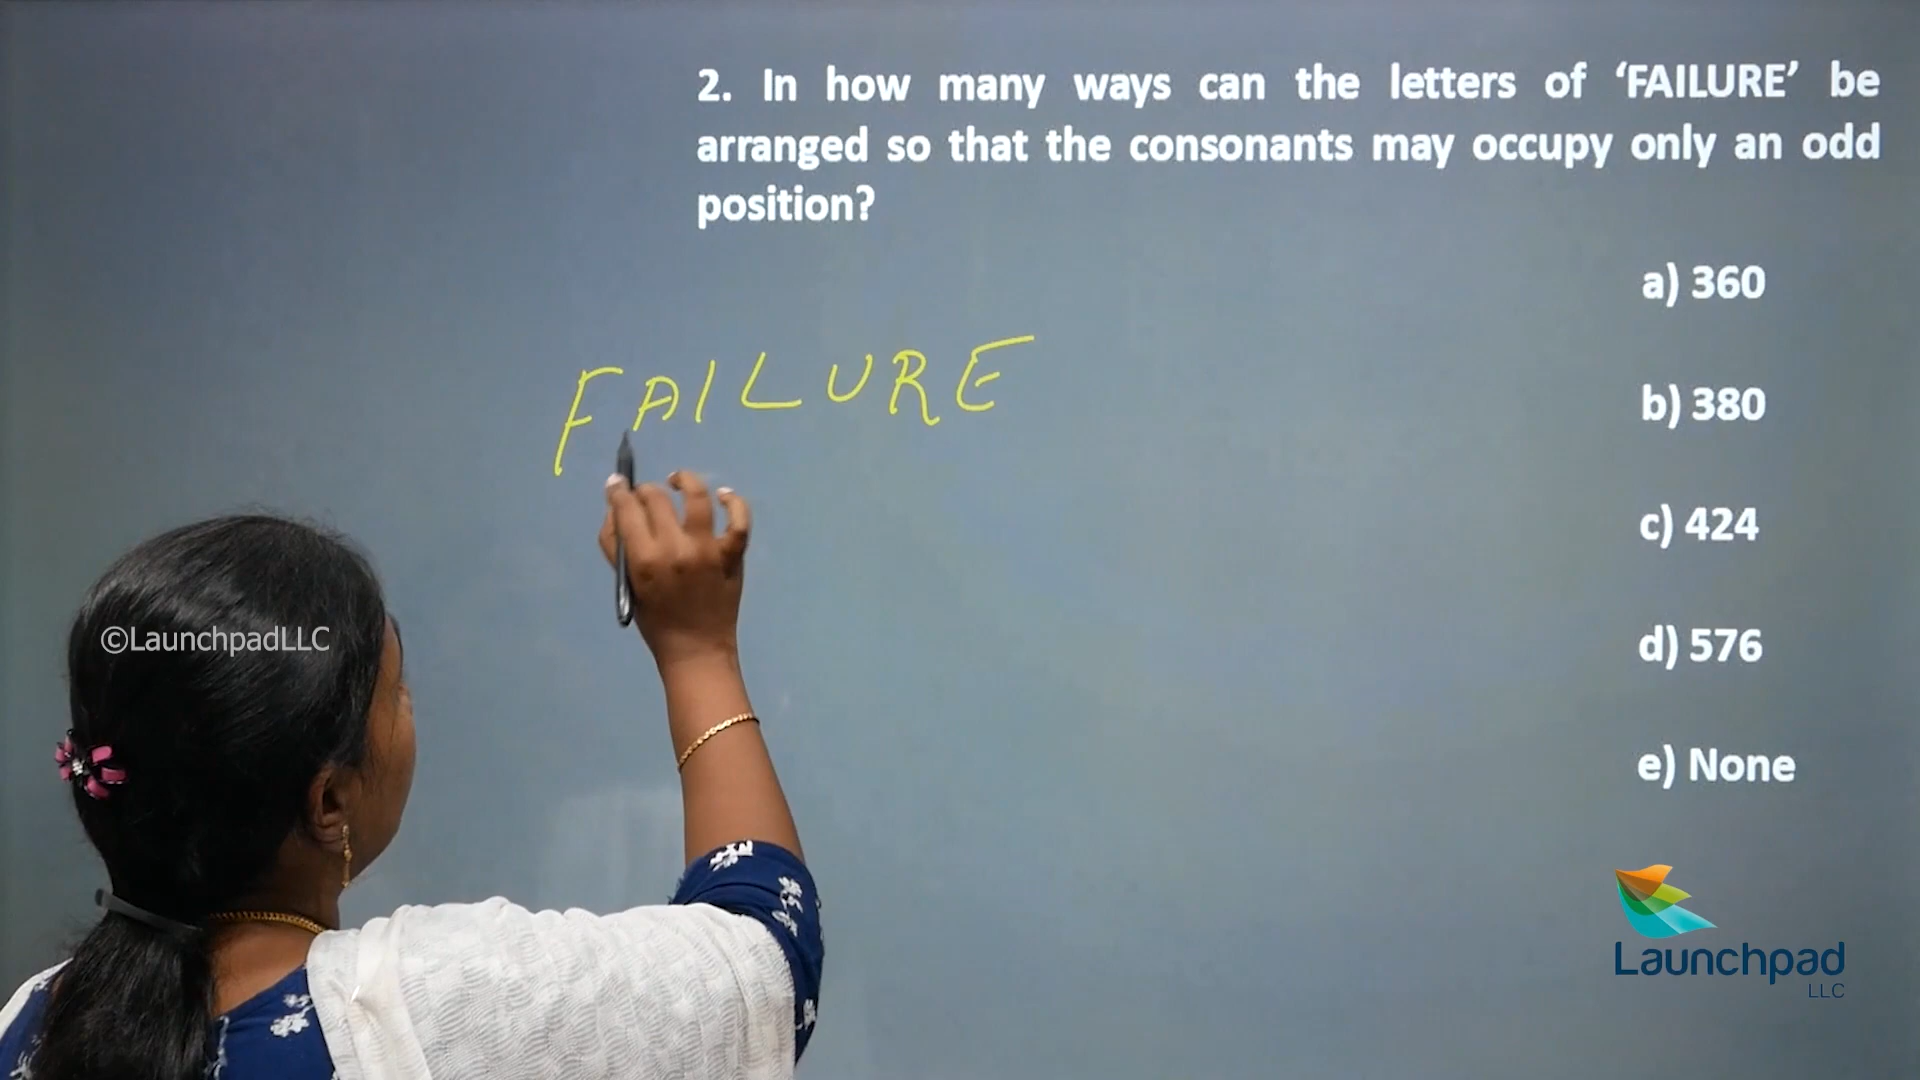 2. In how many ways can the letters of ‘FAILURE’ be
arranged so that the consonants may occupy only an odd
position?
a) 360
b) 380
c) 424
d) 576
e) None
FAILURE
©LaunchpadLLC
Launchpad
LLC